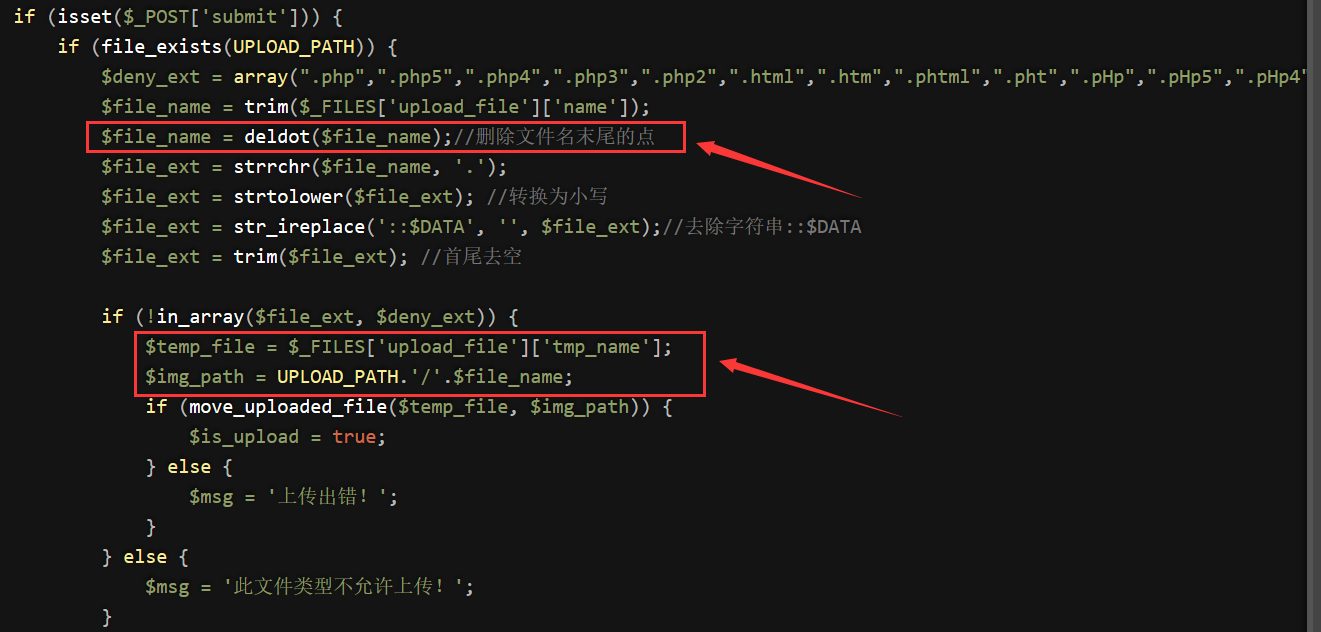 if (isset($_POST['submit'])) {
if (file_exists(UPLOAD_PATH)) {
$deny_ext = array(".php",".php5",".php4",".php3",".php2",".html",".htm",".phtml",".pht",".pHp",".pHp5",".pHp4"
$file_name = trim($_FILES['upload_file']['name']);
$file_name = deldot($file_name);//删除文件名末尾的点
$file_ext = strrchr($file_name, '.');
$file_ext = strtolower($file_ext); //转换为小写
$file_ext = str_ireplace('::$DATA', '', $file_ext);//去除字符串::$DATA
$file_ext = trim($file_ext); //首尾去空
if (!in_array($file_ext, $deny_ext)) {
$temp_file = $_FILES['upload_file']['tmp_name'];
$img_path = UPLOAD_PATH.'/'.$file_name;
if (move_uploaded_file($temp_file, $img_path)) {
$is_upload = true;
} else {
$msg = '上传出错！';
}
} else {
$msg = '此文件类型不允许上传！';
}